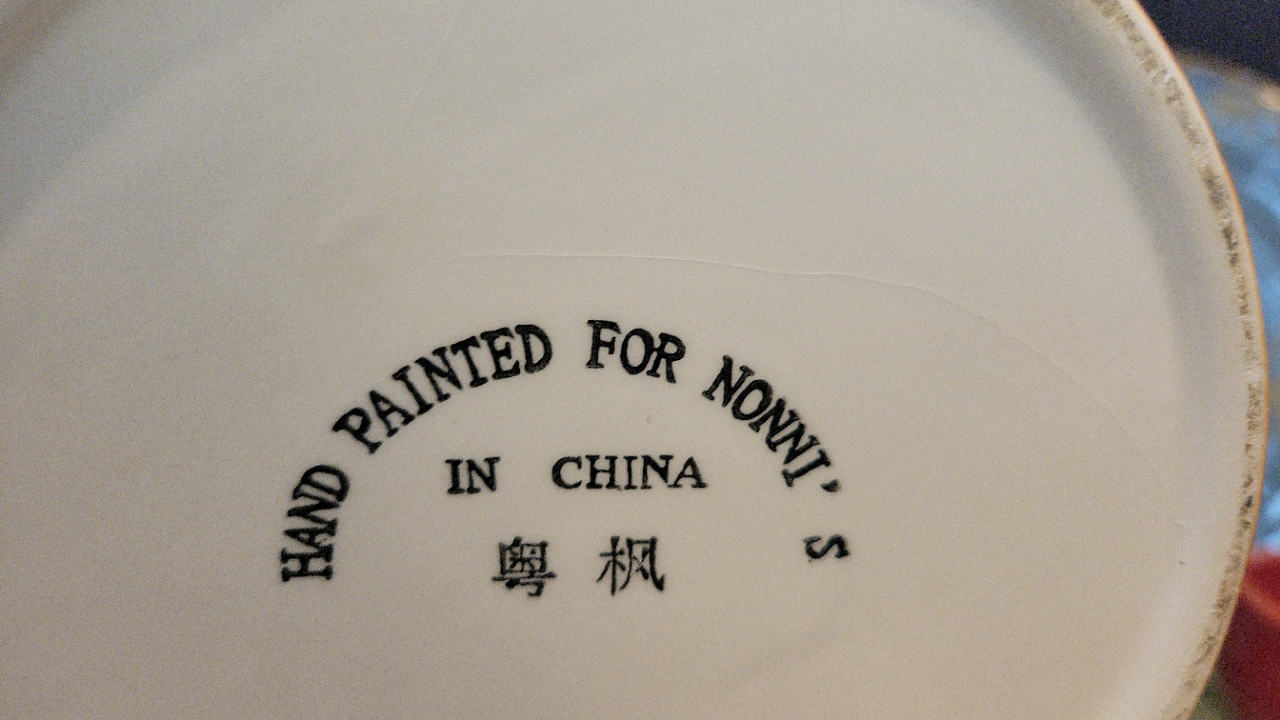 HAND PAINTED FOR NONNI'S
IN CHINA
粤枫